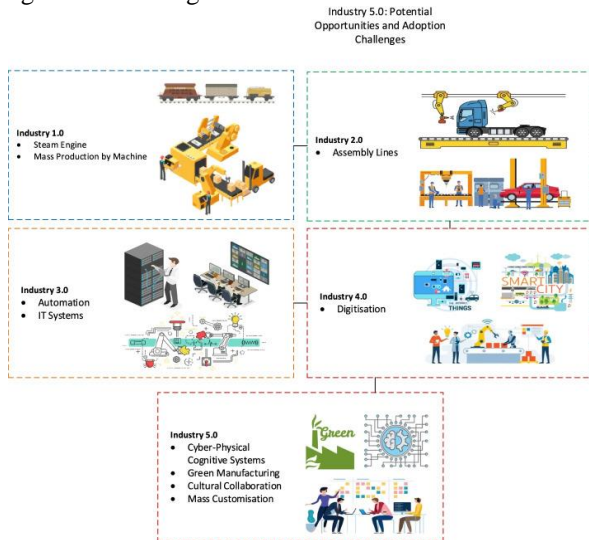 Industry 5.0: Potential
Opportunities and Adoption
Challenges
Industry 1.0
• Steam Engine
• Mass Production by Machine
Industry 2.0
• Assembly Lines
Industry 3.0
• Automation
• IT Systems
Industry 4.0
• Digitisation
THINGS
SMART
CITY
Industry 5.0
• Cyber-Physical
Cognitive Systems
• Green Manufacturing
• Cultural Collaboration
• Mass Customisation
Green